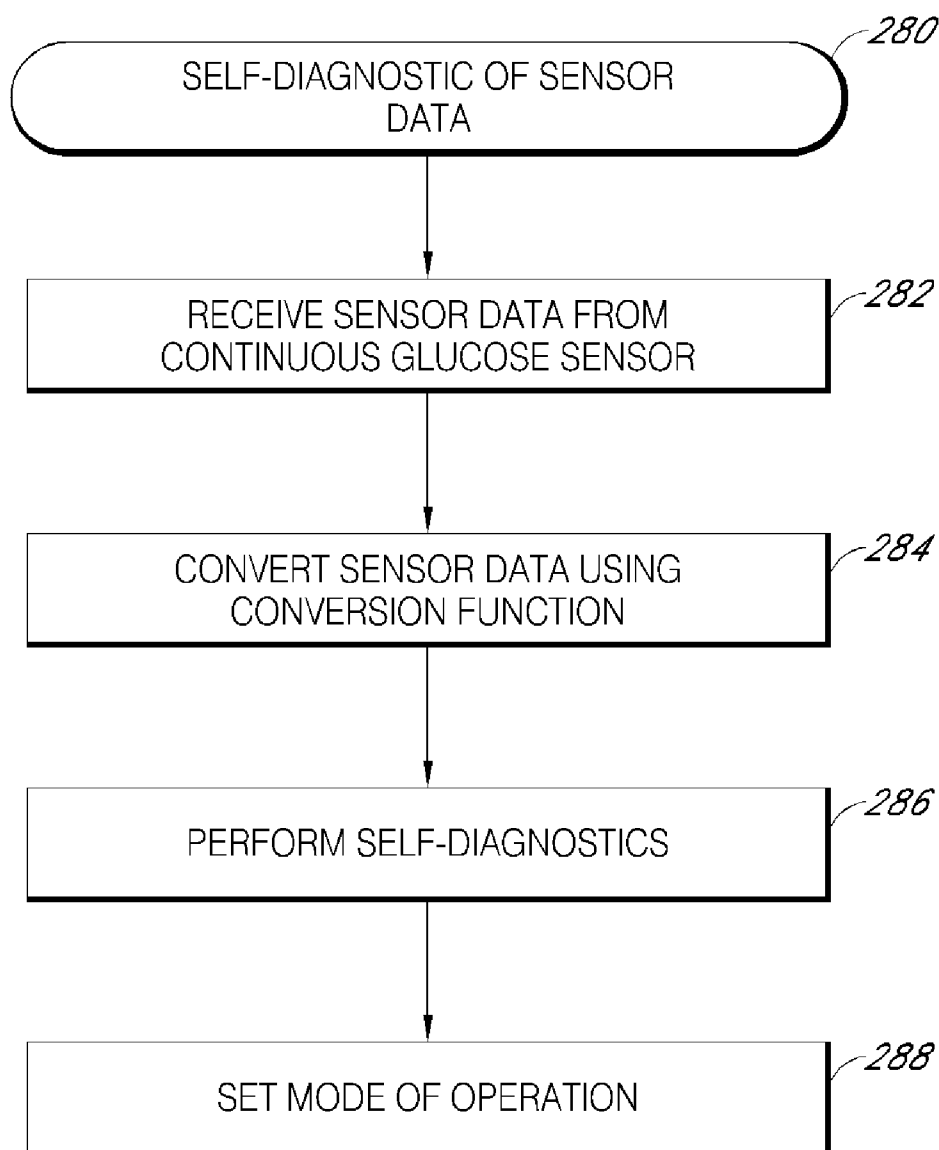 280
SELF-DIAGNOSTIC OF SENSOR
DATA
282
RECEIVE SENSOR DATA FROM
CONTINUOUS GLUCOSE SENSOR
284
CONVERT SENSOR DATA USING
CONVERSION FUNCTION
286
PERFORM SELF-DIAGNOSTICS
288
SET MODE OF OPERATION